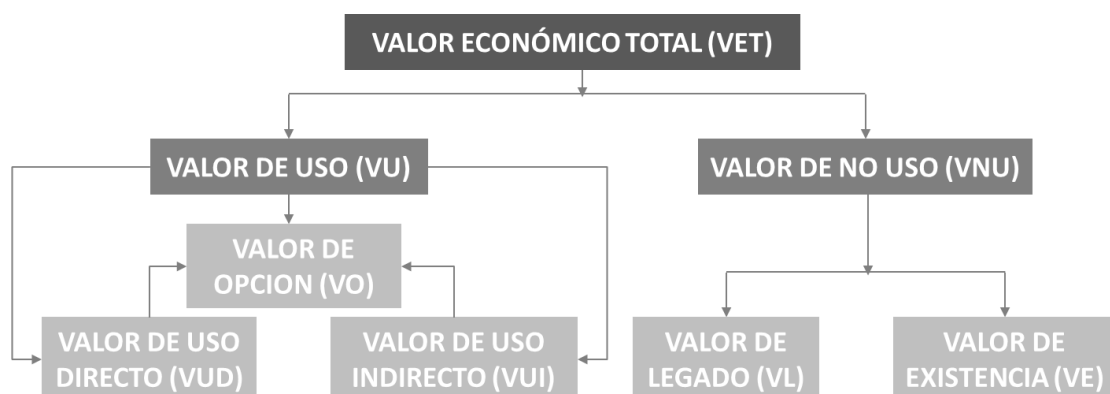 VALOR ECONÓMICO TOTAL (VET)
VALOR DE USO (VU)
VALOR DE NO USO (VNU)
VALOR DE
OPCION (VO)
VALOR DE USO
DIRECTO (VUD)
VALOR DE USO
INDIRECTO (VUI)
VALOR DE
LEGADO (VL)
VALOR DE
EXISTENCIA (VE)